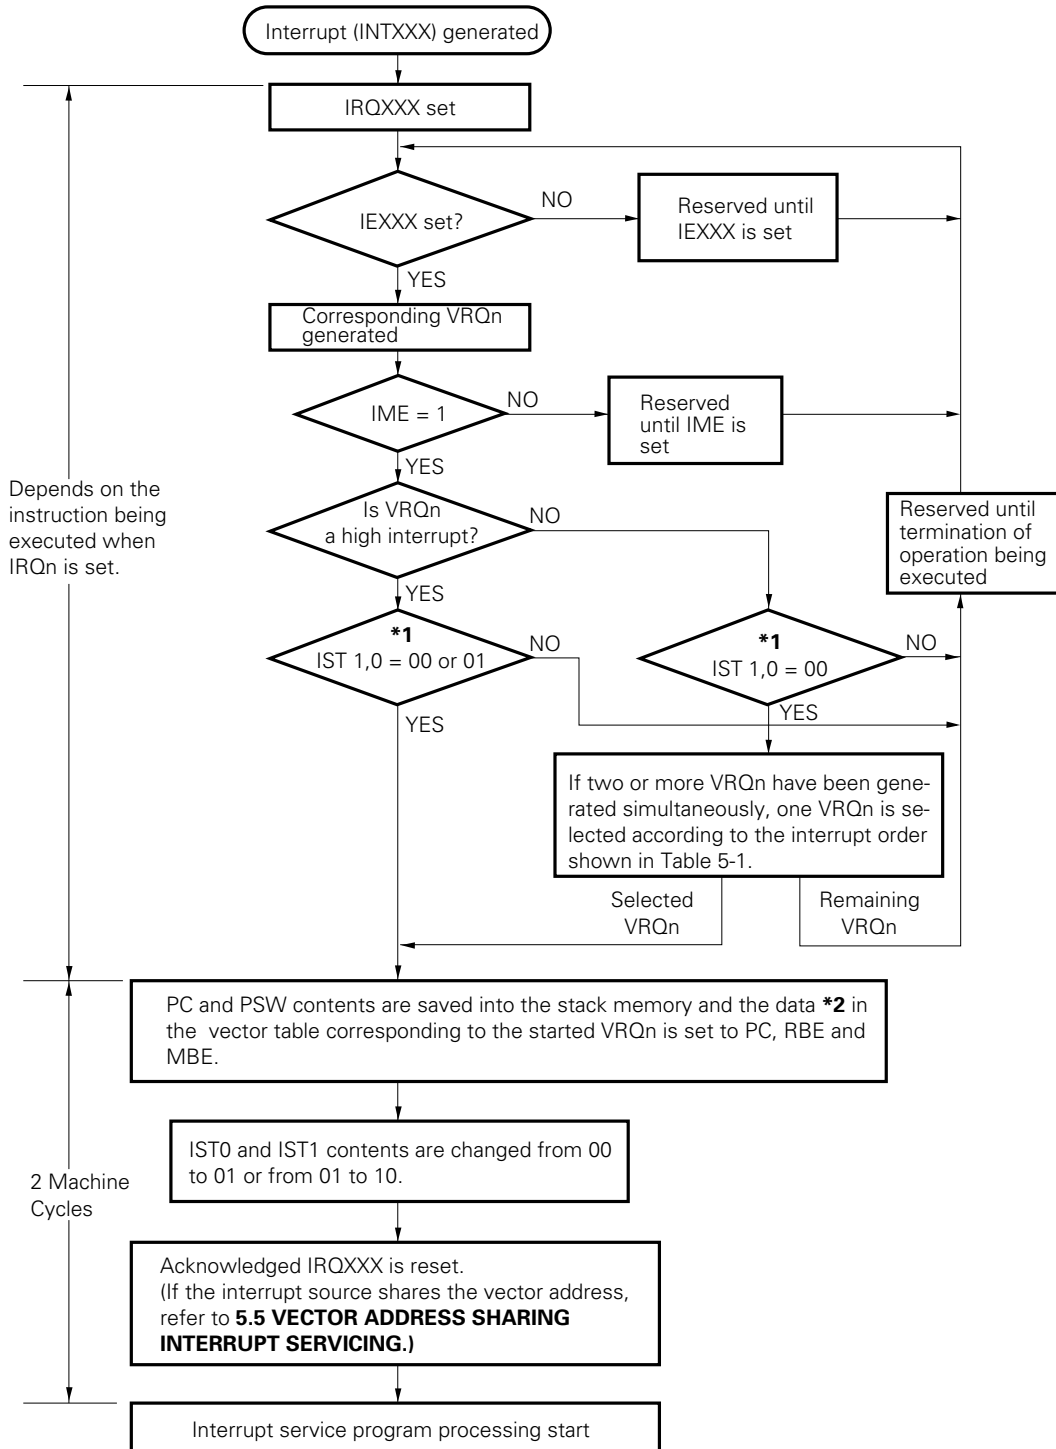 Interrupt (INTXXX) generated
IRQXXX set
IEXXX set?
NO
Reserved until
IEXXX is set
YES
Corresponding VRQn
generated
IME = 1
NO
Reserved
until IME is
set
YES
Depends on the
instruction being
executed when
IRQn is set.
Is VRQn
a high interrupt?
NO
Reserved until
termination of
operation being
executed
YES
*1
IST 1,0 = 00 or 01
NO
*1
IST 1,0 = 00
NO
YES
YES
If two or more VRQn have been gene-
rated simultaneously, one VRQn is se-
lected according to the interrupt order
shown in Table 5-1.
Selected
VRQn
Remaining
VRQn
PC and PSW contents are saved into the stack memory and the data *2 in
the vector table corresponding to the started VRQn is set to PC, RBE and
MBE.
IST0 and IST1 contents are changed from 00
to 01 or from 01 to 10.
2 Machine
Cycles
Acknowledged IRQXXX is reset.
(If the interrupt source shares the vector address,
refer to 5.5 VECTOR ADDRESS SHARING
INTERRUPT SERVICING.)
Interrupt service program processing start